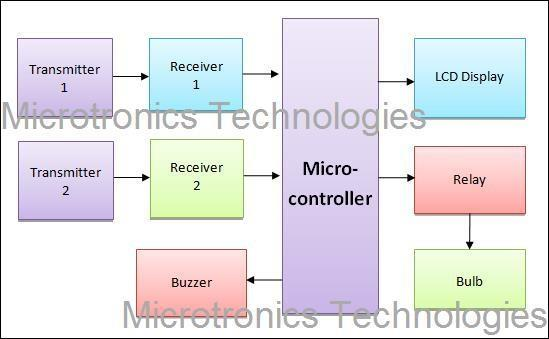 Transmitter
1
Receiver
1
LCD Display
Microtronics Technologies
Transmitter
2
Receiver
2
Micro-
controller
Relay
Buzzer
Bulb
Microtronics Technologies